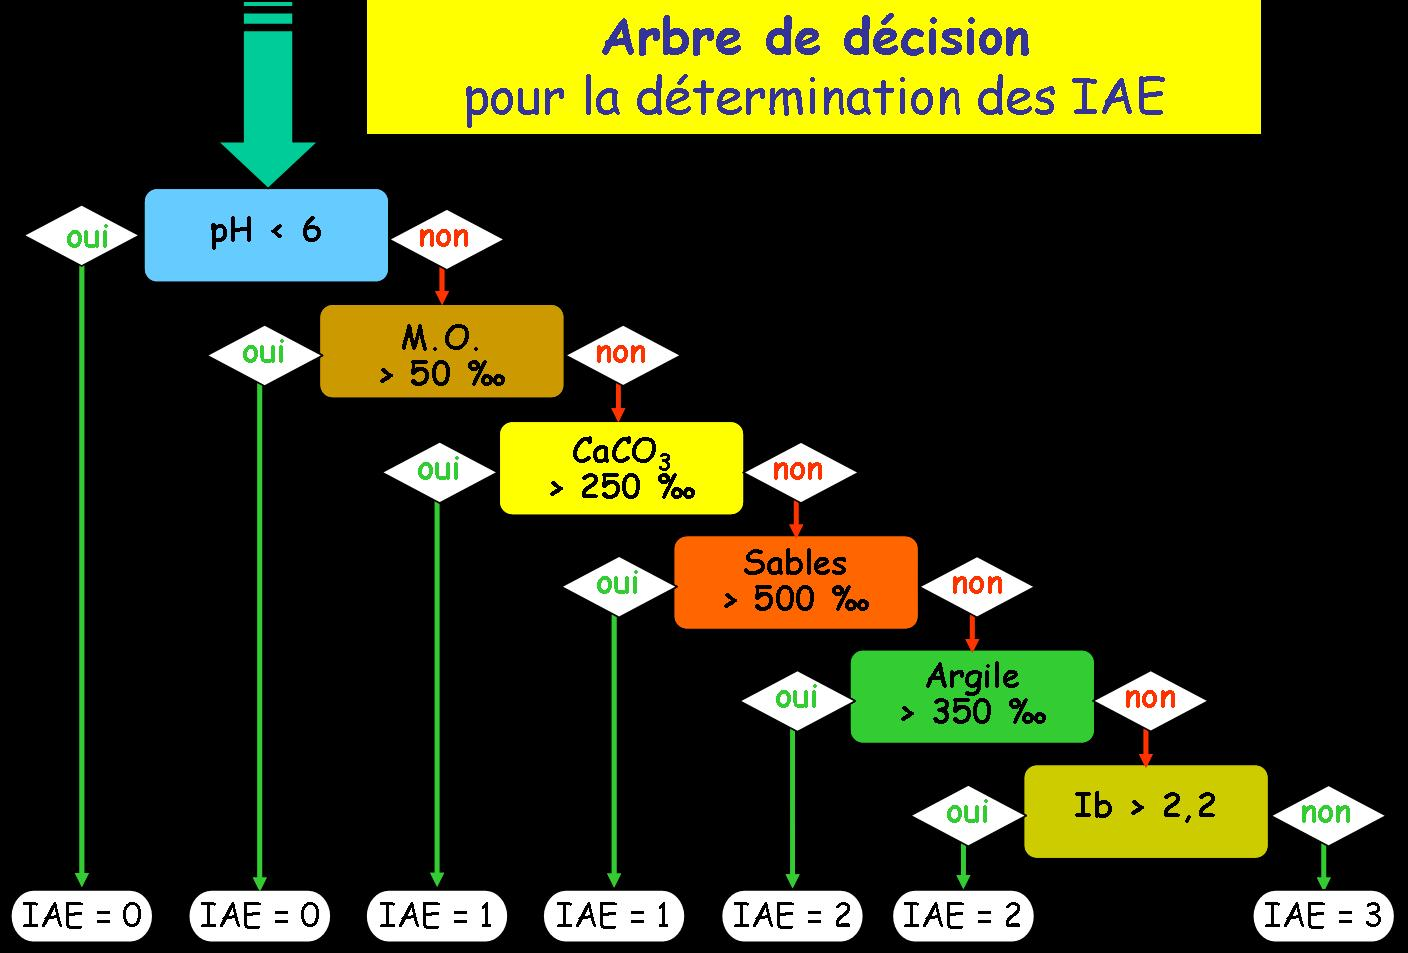 Arbre de décision
pour la détermination des IAE
oui
pH < 6
non
oui
M.O.
> 50 ‰
non
oui
CaCO₃
> 250 ‰
non
oui
Sables
> 500 ‰
non
oui
Argile
> 350 ‰
non
oui
Ib > 2,2
non
IAE = 0
IAE = 0
IAE = 1
IAE = 1
IAE = 2
IAE = 2
IAE = 3